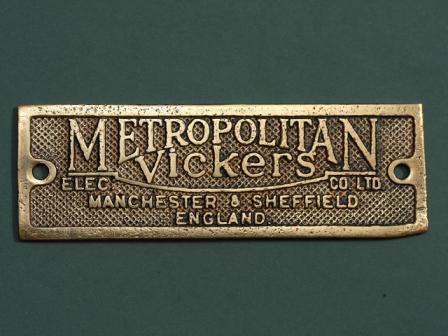 METROPOLITAN
Vickers
ELEC. CO. LTD
MANCHESTER & SHEFFIELD
ENGLAND.